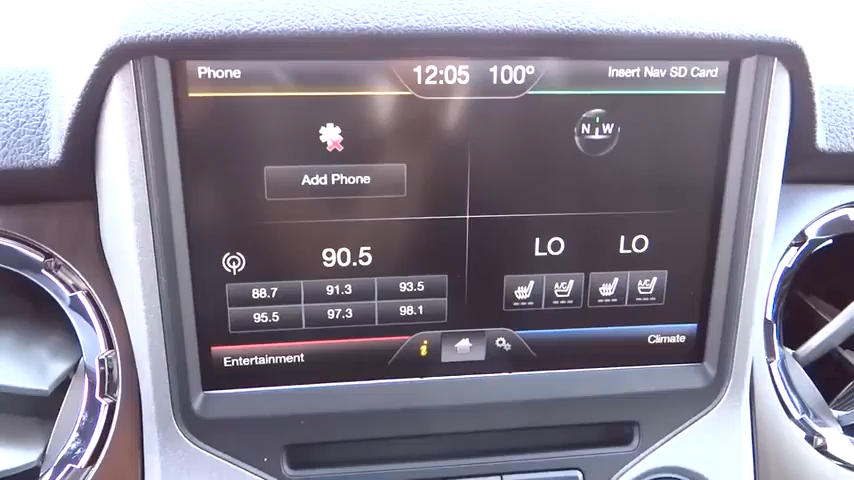 Phone
12:05 100°
Insert Nav SD Card
N W
Add Phone
90.5
88.7 91.3 93.5
95.5 97.3 98.1
LO LO
A/C A/C
Entertainment
i
Climate